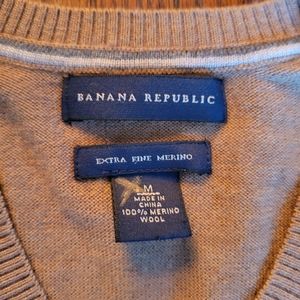 BANANA REPUBLIC
EXTRA FINE MERINO
M
MADE IN
CHINA
100% MERINO
WOOL